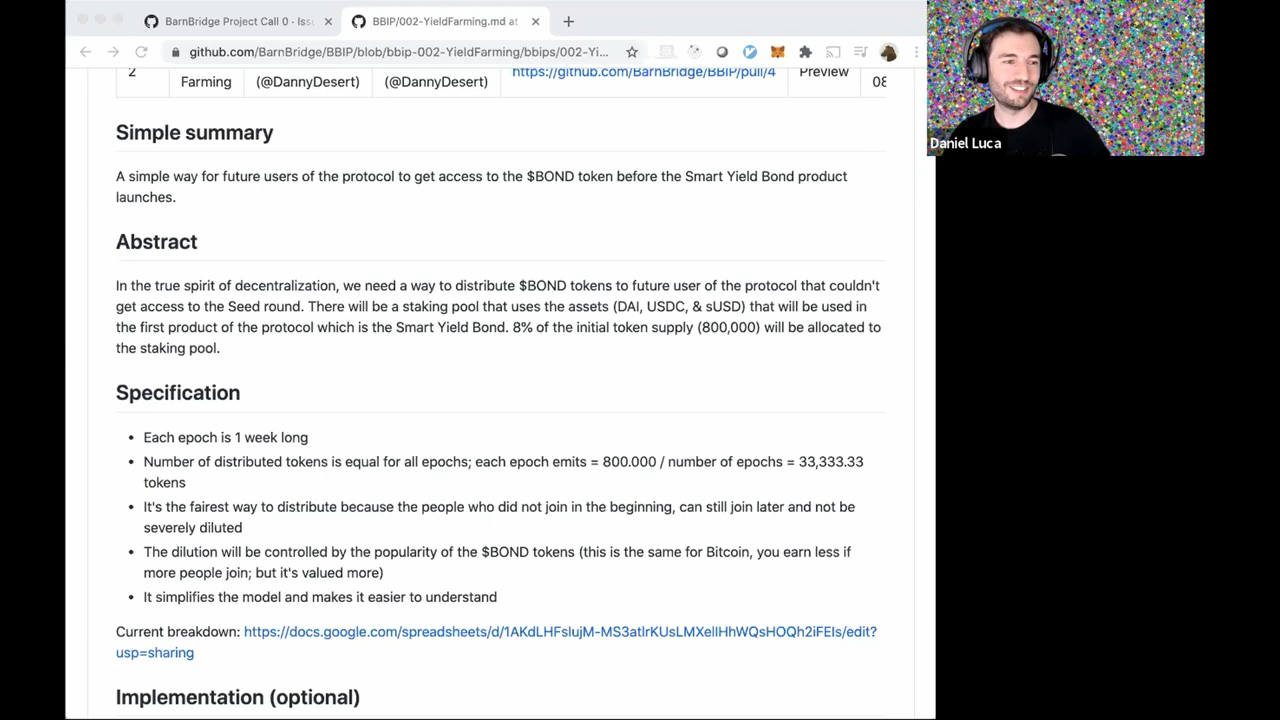 BarnBridge Project Call 0 · Issu
BBIP/002-YieldFarming.md at
github.com/BarnBridge/BBIP/blob/bbip-002-YieldFarming/bbips/002-Yi...
2
Farming
(@DannyDesert)
(@DannyDesert)
https://github.com/BarnBridge/BBIP/pull/4
Preview
08
Simple summary
A simple way for future users of the protocol to get access to the $BOND token before the Smart Yield Bond product
launches.
Abstract
In the true spirit of decentralization, we need a way to distribute $BOND tokens to future user of the protocol that couldn't
get access to the Seed round. There will be a staking pool that uses the assets (DAI, USDC, & sUSD) that will be used in
the first product of the protocol which is the Smart Yield Bond. 8% of the initial token supply (800,000) will be allocated to
the staking pool.
Specification
• Each epoch is 1 week long
• Number of distributed tokens is equal for all epochs; each epoch emits = 800.000 / number of epochs = 33,333.33
tokens
• It's the fairest way to distribute because the people who did not join in the beginning, can still join later and not be
severely diluted
• The dilution will be controlled by the popularity of the $BOND tokens (this is the same for Bitcoin, you earn less if
more people join; but it's valued more)
• It simplifies the model and makes it easier to understand
Current breakdown:
usp=sharing
Implementation (optional)
Daniel Luca